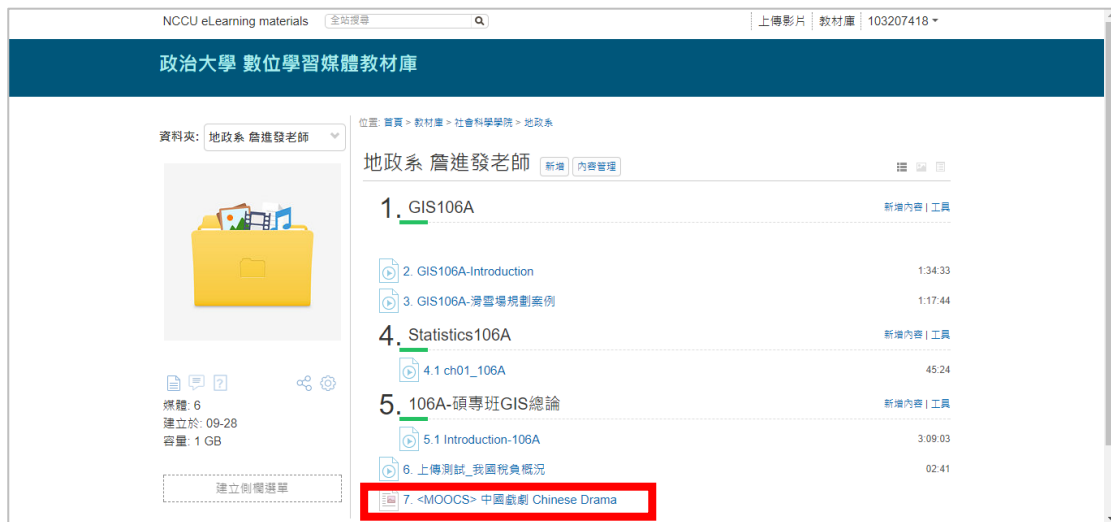 NCCU eLearning materials 全站搜尋 上傳影片 教材庫 103207418
政治大學 數位學習媒體教材庫
位置: 首頁 > 教材庫 > 社會科學學院 > 地政系
資料夾: 地政系 詹進發老師
地政系 詹進發老師 新增 內容管理
1. GIS106A 新增內容 | 工具
2. GIS106A-Introduction 1:34:33
3. GIS106A-滑雪場規劃案例 1:17:44
4. Statistics106A 新增內容 | 工具
4.1 ch01_106A 45:24
5. 106A-碩專班GIS總論 新增內容 | 工具
5.1 Introduction-106A 3:09:03
6. 上傳測試_我國稅負概況 02:41
7. <MOOCS> 中國戲劇 Chinese Drama
媒體: 6
建立於: 09-28
容量: 1 GB
建立側欄選單